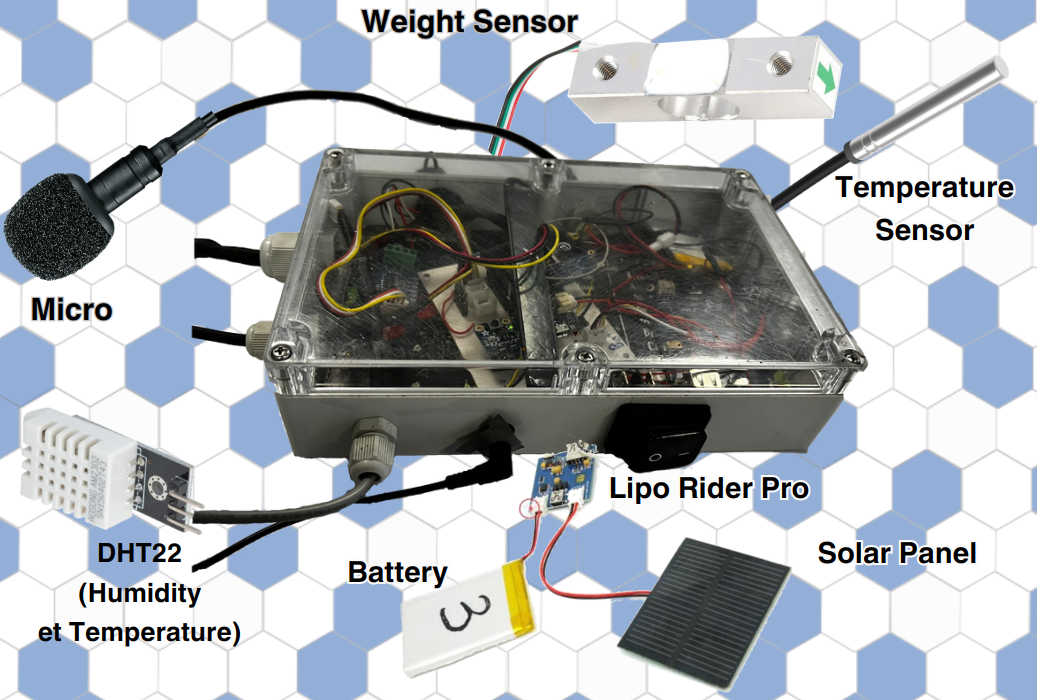 Weight Sensor
Temperature
Sensor
Micro
DHT22
(Humidity
et Temperature)
Lipo Rider Pro
Battery
Solar Panel
3